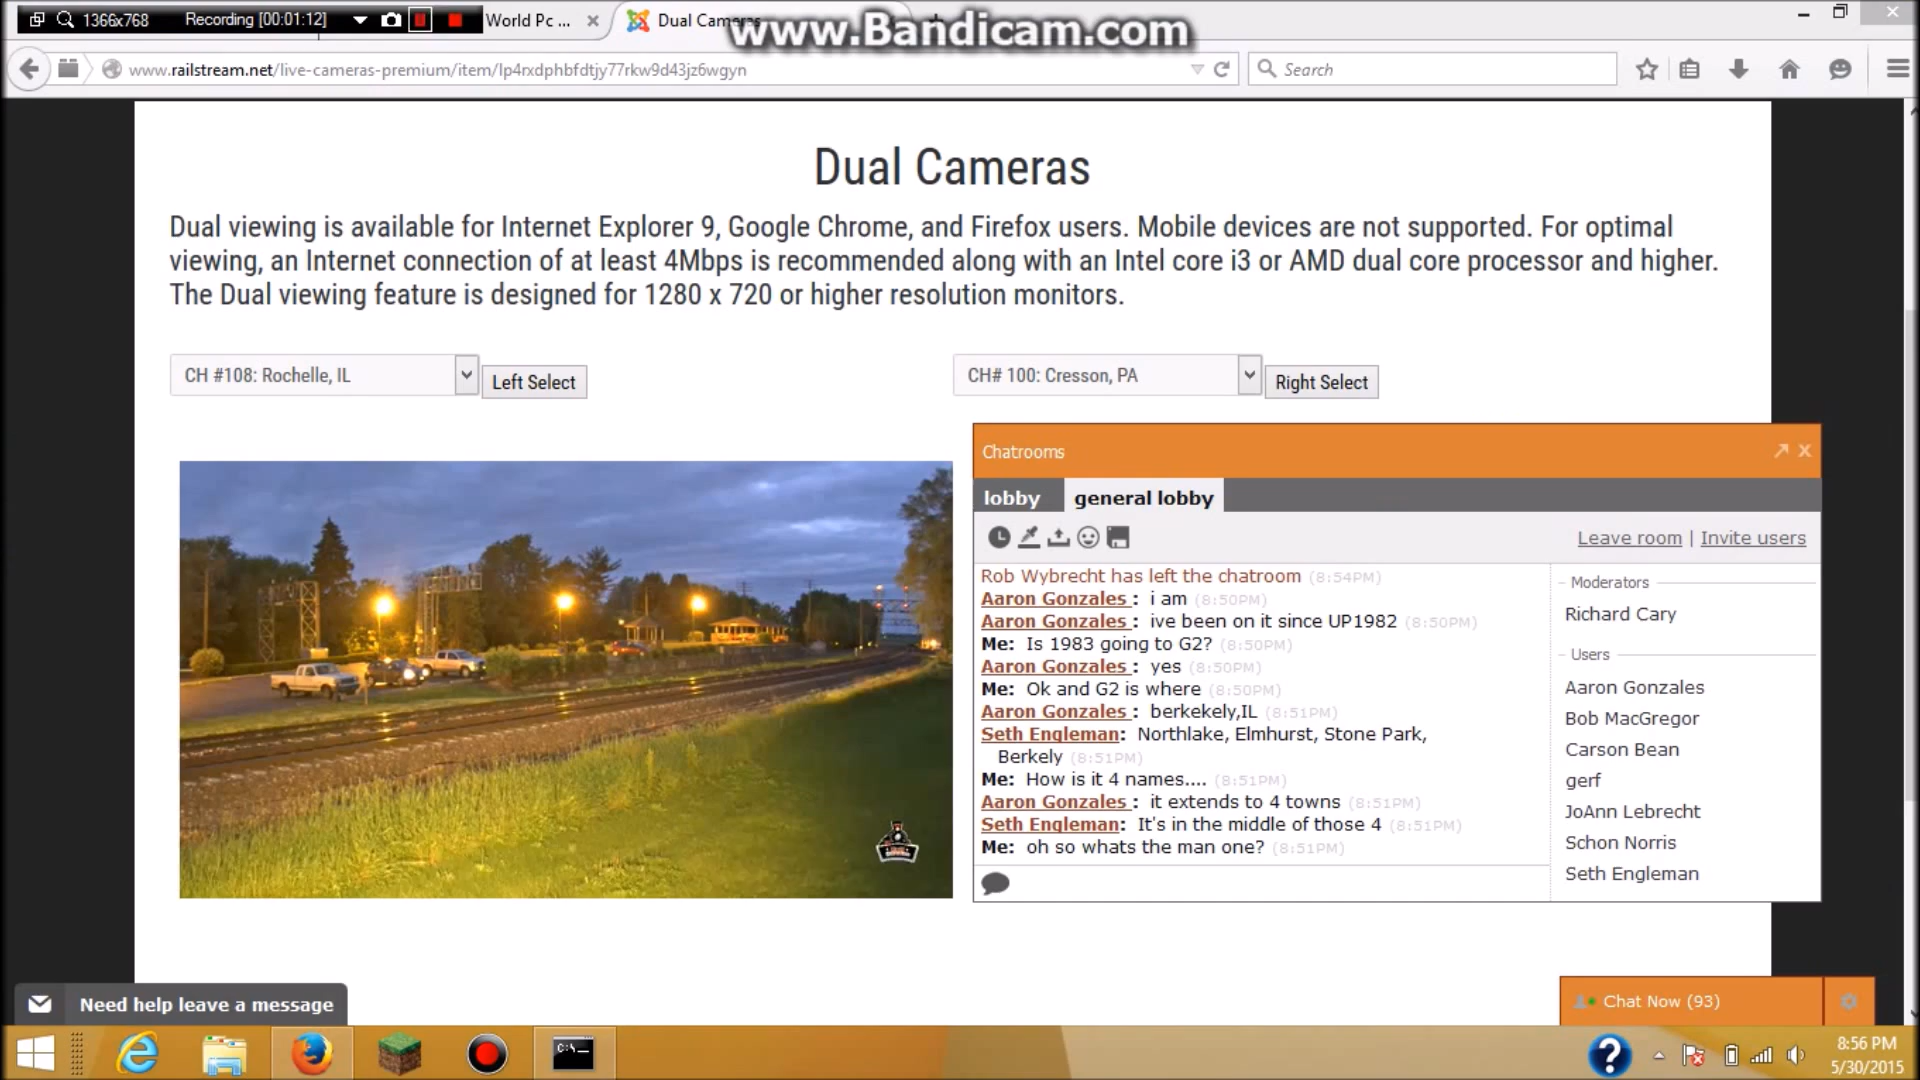 1366x768
Recording [00:01:12]
World Pc ...
Dual Cameras
www.Bandicam.com
www.railstream.net/live-cameras-premium/item/lp4rxdphbfdtjy77rkw9d43jz6wgyn
Search
Dual Cameras
Dual viewing is available for Internet Explorer 9, Google Chrome, and Firefox users. Mobile devices are not supported. For optimal
viewing, an Internet connection of at least 4Mbps is recommended along with an Intel core i3 or AMD dual core processor and higher.
The Dual viewing feature is designed for 1280 x 720 or higher resolution monitors.
CH #108: Rochelle, IL
Left Select
CH# 100: Cresson, PA
Right Select
Chatrooms
lobby
general lobby
Leave room | Invite users
Rob Wybrecht has left the chatroom (8:54PM)
Aaron Gonzales : i am (8:50PM)
Aaron Gonzales : ive been on it since UP1982 (8:50PM)
Me: Is 1983 going to G2? (8:50PM)
Aaron Gonzales : yes (8:50PM)
Me: Ok and G2 is where (8:50PM)
Aaron Gonzales : berkekely,IL (8:51PM)
Seth Engleman: Northlake, Elmhurst, Stone Park,
Berkely (8:51PM)
Me: How is it 4 names.... (8:51PM)
Aaron Gonzales : it extends to 4 towns (8:51PM)
Seth Engleman: It's in the middle of those 4 (8:51PM)
Me: oh so whats the man one? (8:51PM)
Moderators
Richard Cary
Users
Aaron Gonzales
Bob MacGregor
Carson Bean
gerf
JoAnn Lebrecht
Schon Norris
Seth Engleman
Need help leave a message
Chat Now (93)
C:\_
8:56 PM
5/30/2015